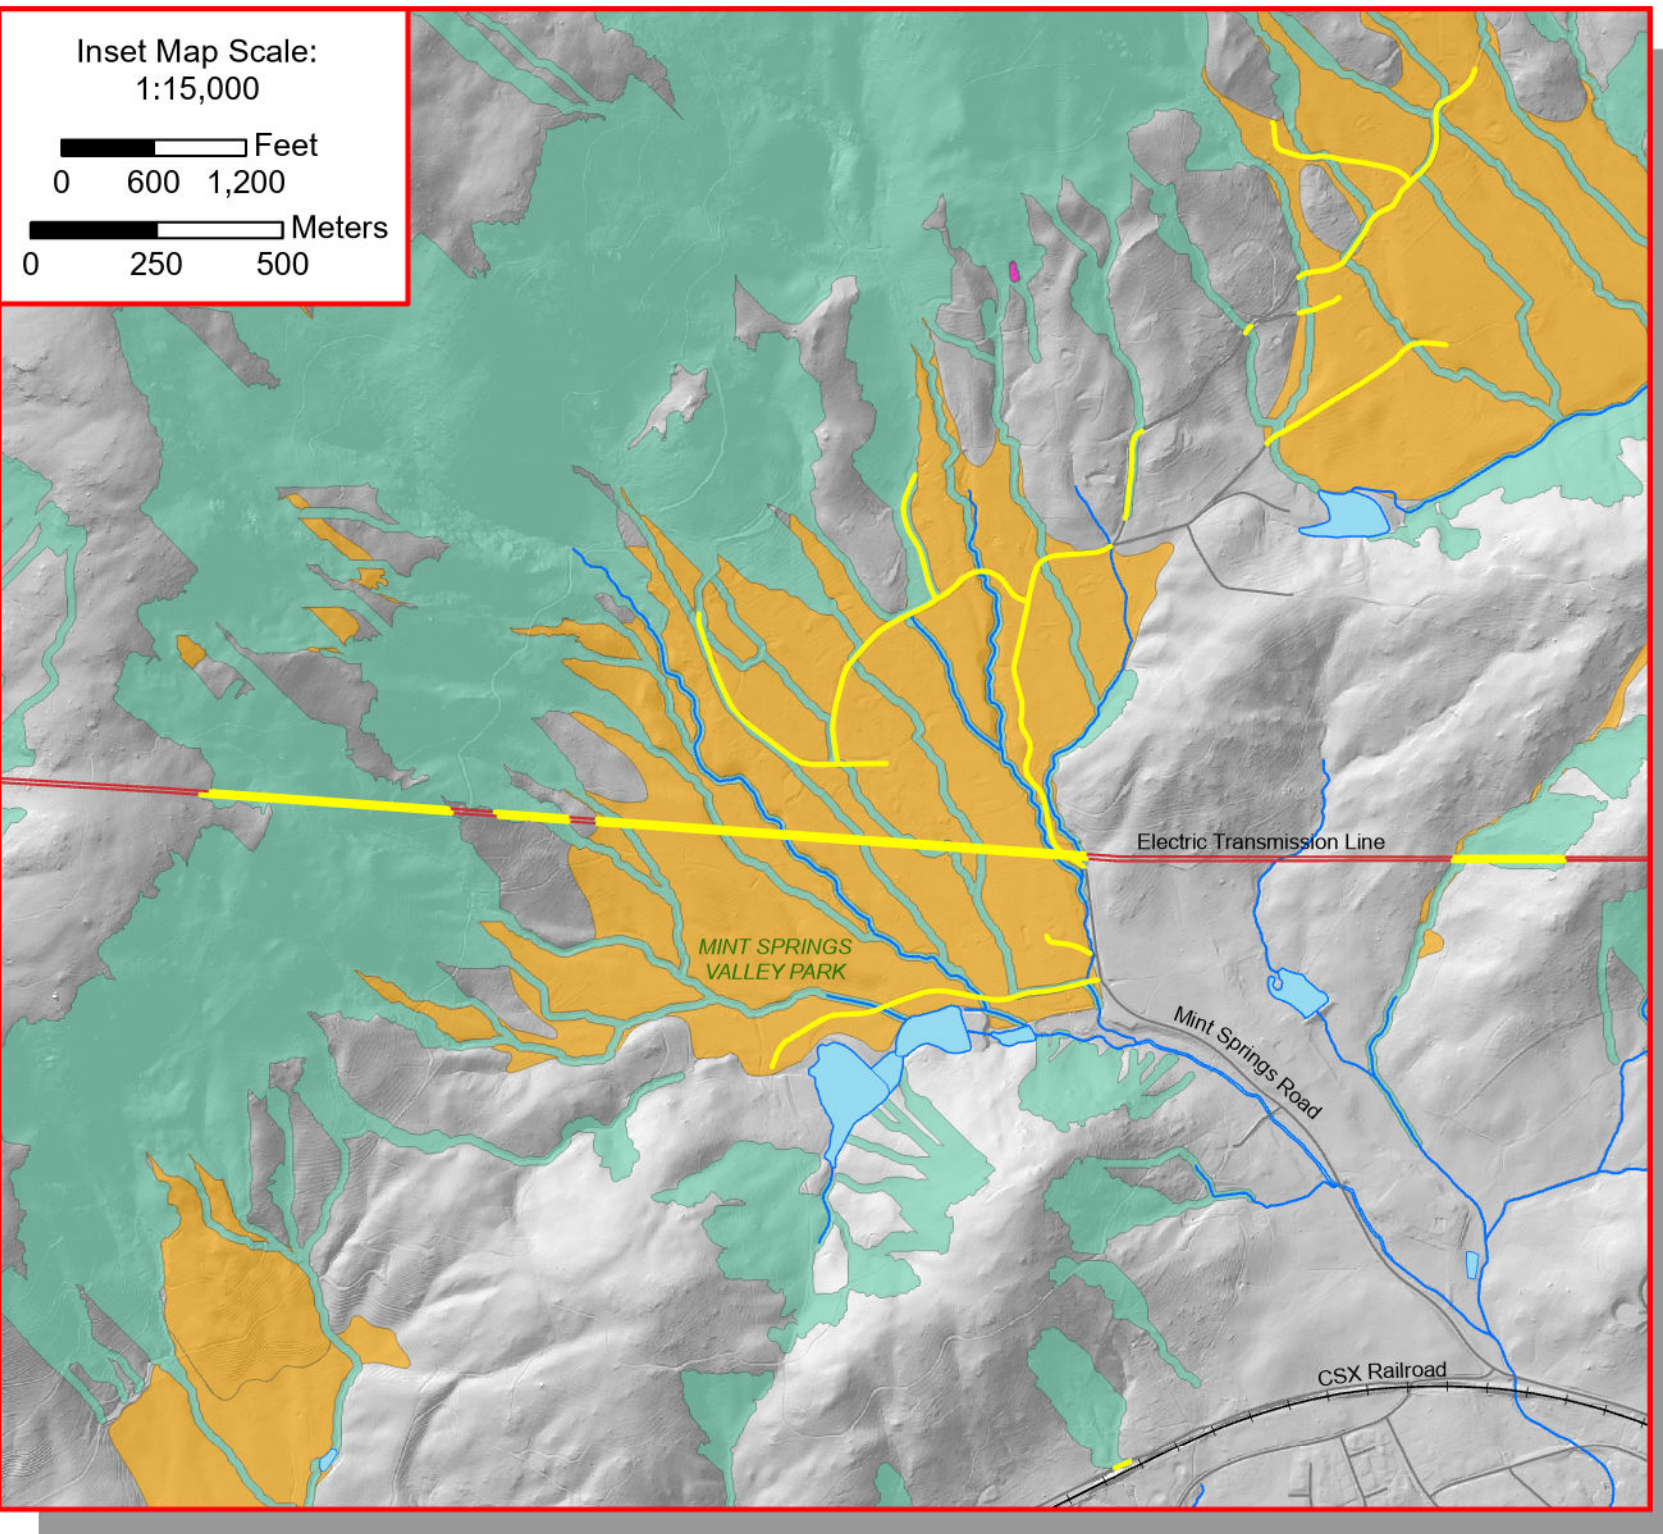 Inset Map Scale:
1:15,000
Feet
0 600 1,200
Meters
0 250 500
Electric Transmission Line
MINT SPRINGS
VALLEY PARK
Mint Springs Road
CSX Railroad